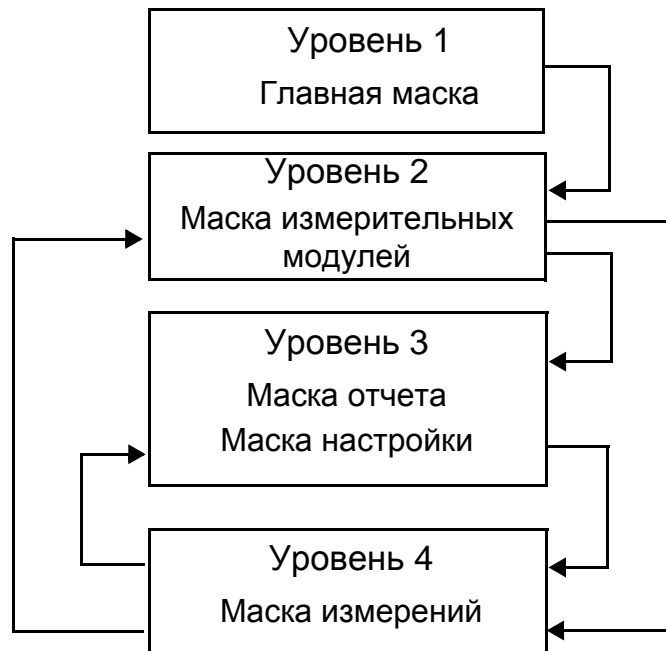 Уровень 1
Главная маска
Уровень 2
Маска измерительных
модулей
Уровень 3
Маска отчета
Маска настройки
Уровень 4
Маска измерений